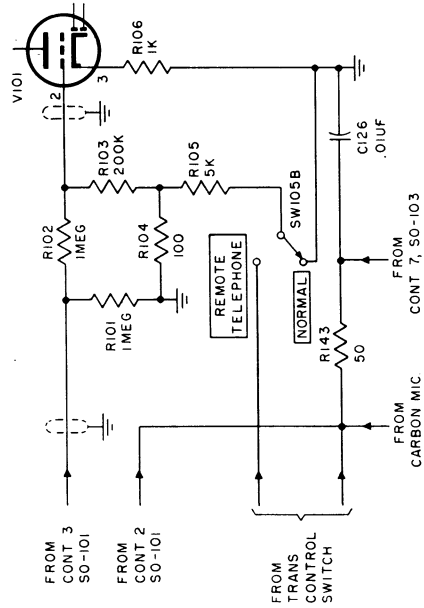 V101
2
3
R106
1K
R103
200K
R105
5K
R102
1MEG
R104
100
R101
1MEG
SW105B
C126
.01UF
REMOTE
TELEPHONE
NORMAL
R143
50
FROM
CONT 7, SO-103
FROM
CARBON MIC
FROM
CONT 3
SO-101
FROM
CONT 2
SO-101
FROM
TRANS
CONTROL
SWITCH